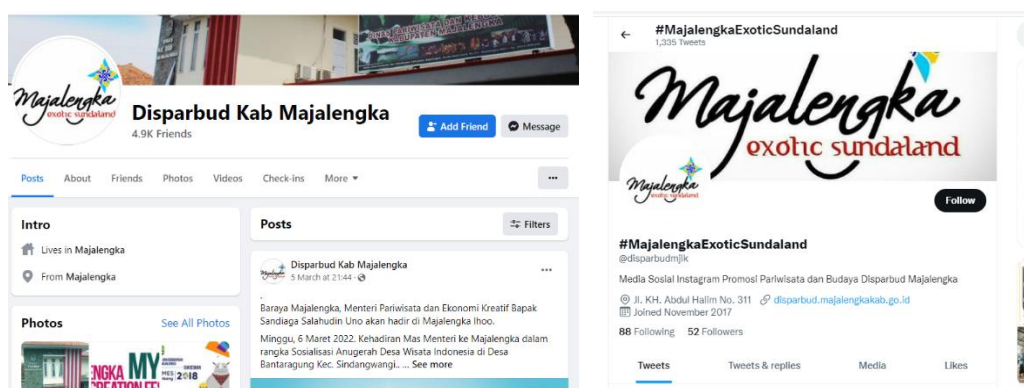 DINAS PARIWISATA DAN KEBUDAYAAN
KABUPATEN MAJALENGKA
Majalengka
exotic sundaland
Disparbud Kab Majalengka
4.9K Friends
Add Friend
Message
Posts
About
Friends
Photos
Videos
Check-ins
More
Intro
Lives in Majalengka
From Majalengka
Photos
See All Photos
Posts
Filters
Disparbud Kab Majalengka
5 March at 21:44
.
Baraya Majalengka, Menteri Pariwisata dan Ekonomi Kreatif Bapak
Sandiaga Salahudin Uno akan hadir di Majalengka lhoo.
Minggu, 6 Maret 2022. Kehadiran Mas Menteri ke Majalengka dalam
rangka Sosialisasi Anugerah Desa Wisata Indonesia di Desa
Bantaragung Kec. Sindangwangi.. ... See more
#MajalengkaExoticSundaland
1,335 Tweets
Majalengka
exotic sundaland
Majalengka
exotic sundaland
Follow
#MajalengkaExoticSundaland
@disparbudmjlk
Media Sosial Instagram Promosi Pariwisata dan Budaya Disparbud Majalengka
Jl. KH. Abdul Halim No. 311 disparbud.majalengkakab.go.id
Joined November 2017
88 Following 52 Followers
Tweets
Tweets & replies
Media
Likes